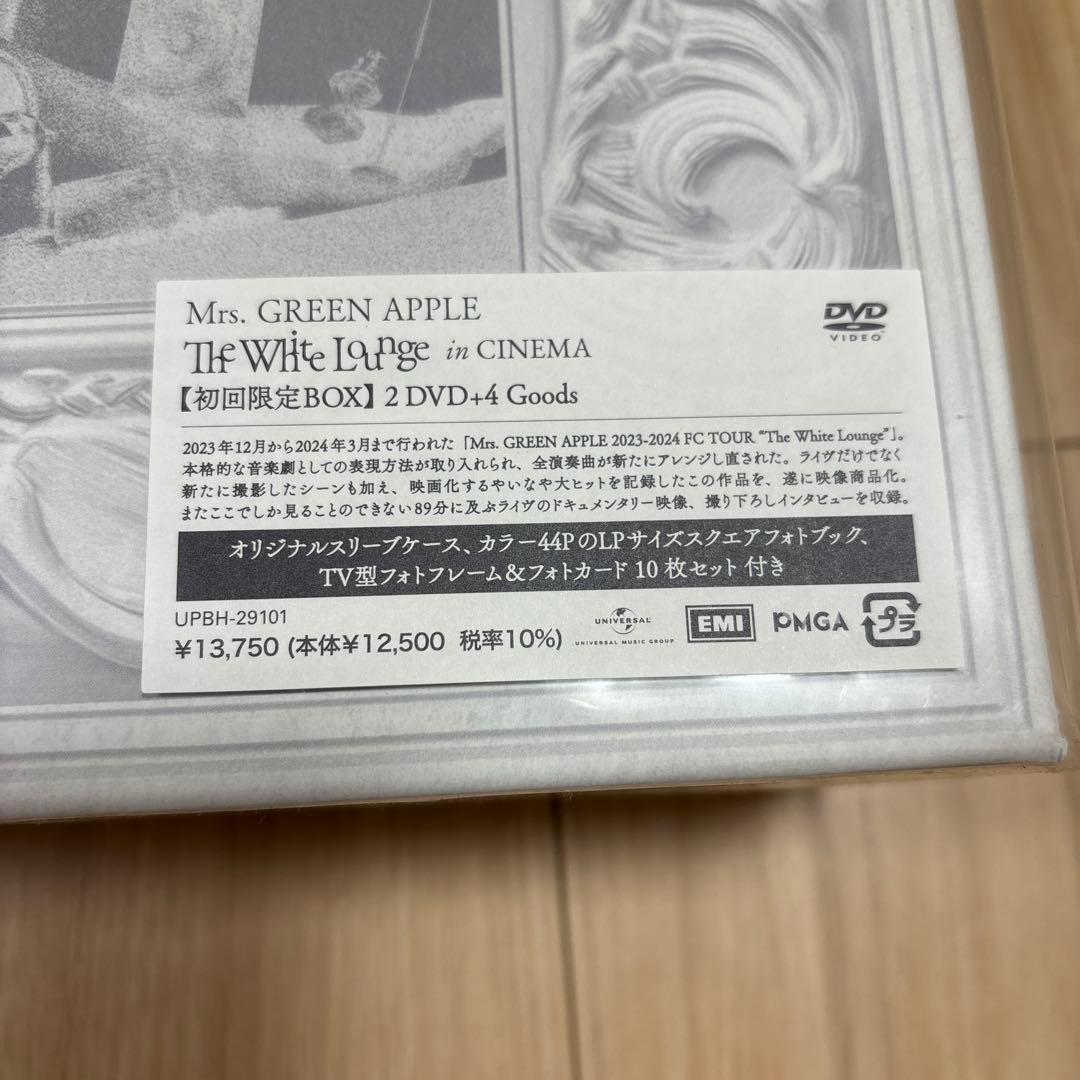 Mrs. GREEN APPLE
The White Lounge in CINEMA
【初回限定BOX】 2 DVD+4 Goods
DVD
VIDEO
2023年12月から2024年3月まで行われた「Mrs. GREEN APPLE 2023-2024 FC TOUR “The White Lounge”」。
本格的な音楽劇としての表現方法が取り入れられ、全演奏曲が新たにアレンジし直された。ライヴだけでなく
新たに撮影したシーンも加え、映画化するやいなや大ヒットを記録したこの作品を、遂に映像商品化。
またここでしか見ることのできない89分に及ぶライヴのドキュメンタリー映像、撮り下ろしインタビューを収録。
オリジナルスリーブケース、カラー44PのLPサイズスクエアフォトブック、
TV型フォトフレーム&フォトカード10枚セット付き
UPBH-29101
¥13,750 (本体¥12,500 税率10%)
UNIVERSAL
UNIVERSAL MUSIC GROUP
EMI
PMGA
プラ